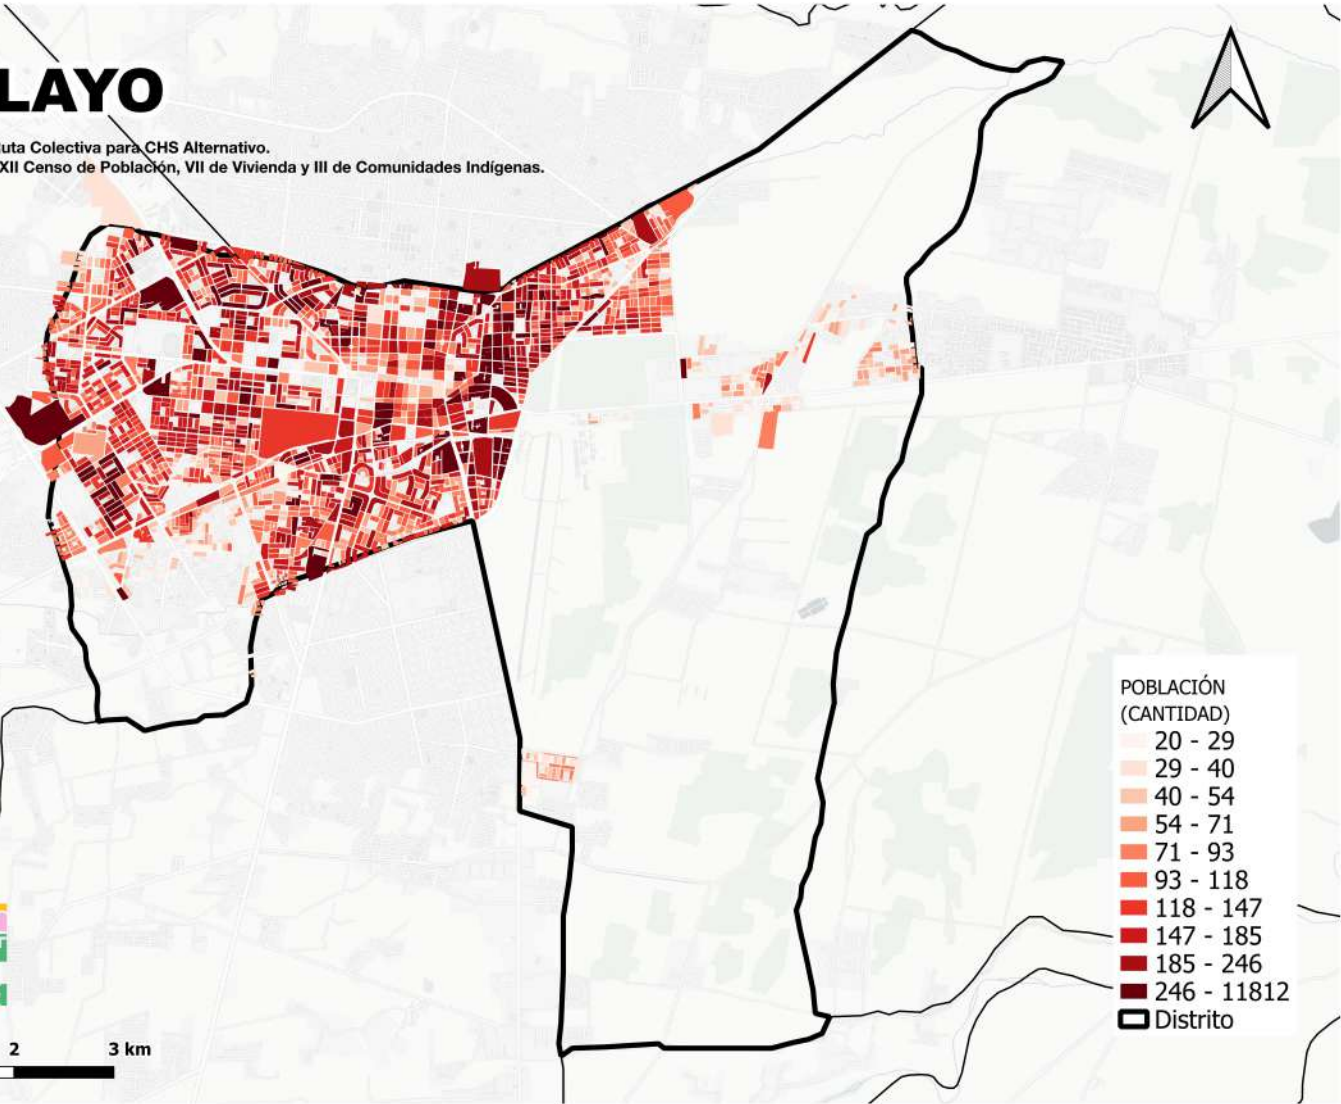 LAYO
uta Colectiva para CHS Alternativo.
XII Censo de Población, VII de Vivienda y III de Comunidades Indígenas.
POBLACIÓN
(CANTIDAD)
20 - 29
29 - 40
40 - 54
54 - 71
71 - 93
93 - 118
118 - 147
147 - 185
185 - 246
246 - 11812
Distrito
2 3 km